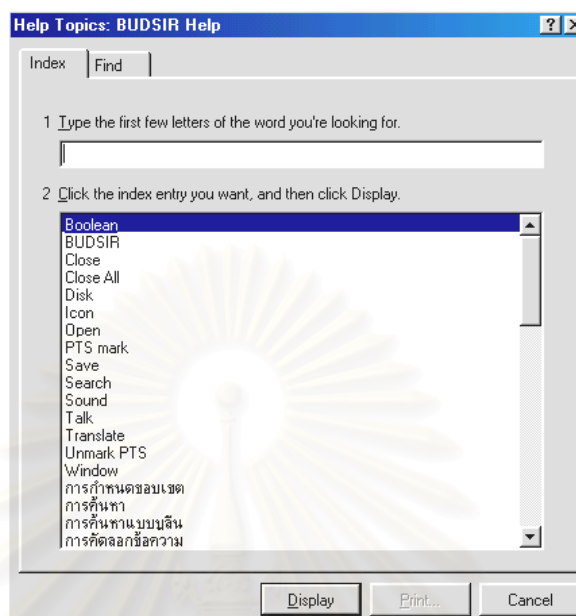 Help Topics: BUDSIR Help
Index Find
1 Type the first few letters of the word you're looking for.
2 Click the index entry you want, and then click Display.
Boolean
BUDSIR
Close
Close All
Disk
Icon
Open
PTS mark
Save
Search
Sound
Talk
Translate
Unmark PTS
Window
การกำหนดขอบเขต
การค้นหา
การค้นหาแบบบูลีน
การคัดลอกข้อความ
Display Print... Cancel